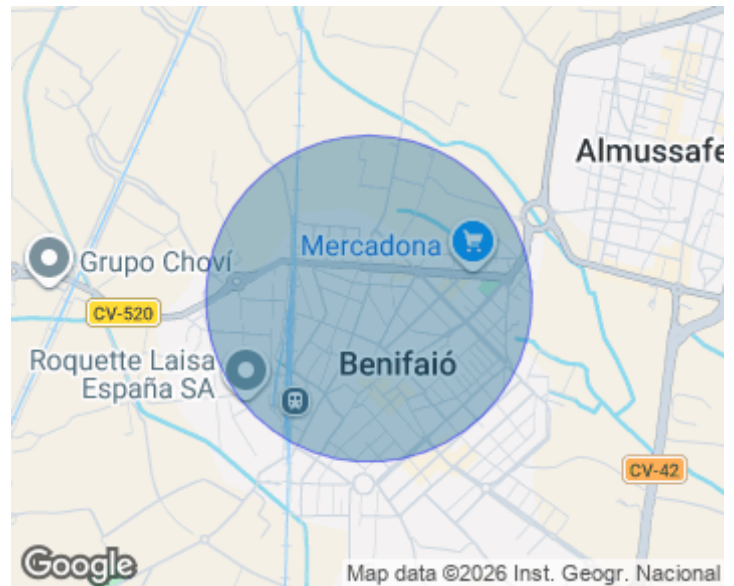 Almussafe
Mercadona
Grupo Choví
CV-520
Roquette Laisa
España SA
Benifaió
CV-42
Google
Map data ©2026 Inst. Geogr. Nacional